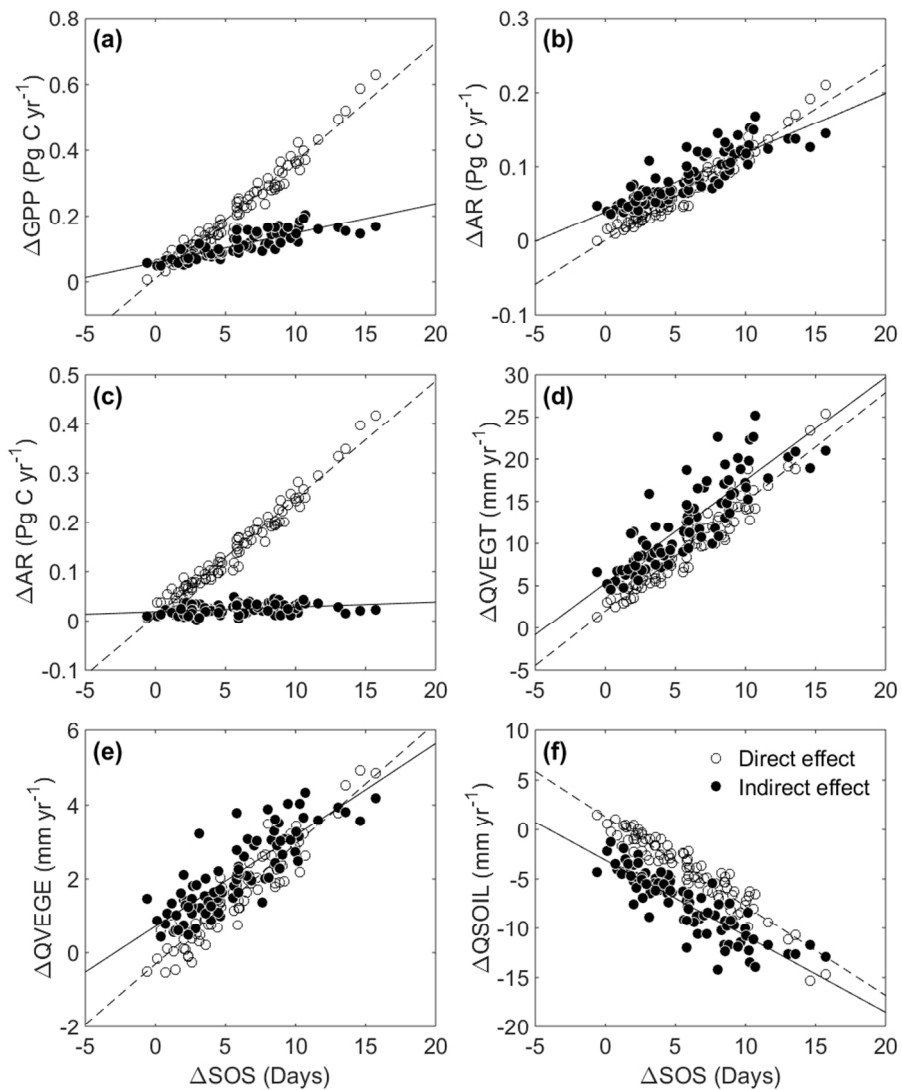 (a)
ΔGPP (Pg C yr⁻¹)
0.8
0.6
0.4
0.2
0
-5 0 5 10 15 20
(b)
ΔAR (Pg C yr⁻¹)
0.3
0.2
0.1
0
-0.1
-5 0 5 10 15 20
(c)
ΔAR (Pg C yr⁻¹)
0.5
0.4
0.3
0.2
0.1
0
-0.1
-5 0 5 10 15 20
(d)
ΔQVEGT (mm yr⁻¹)
30
25
20
15
10
5
0
-5
-5 0 5 10 15 20
(e)
ΔQVEGE (mm yr⁻¹)
6
4
2
0
-2
-5 0 5 10 15 20
ΔSOS (Days)
(f)
Direct effect
Indirect effect
ΔQSOIL (mm yr⁻¹)
10
5
0
-5
-10
-15
-20
-5 0 5 10 15 20
ΔSOS (Days)